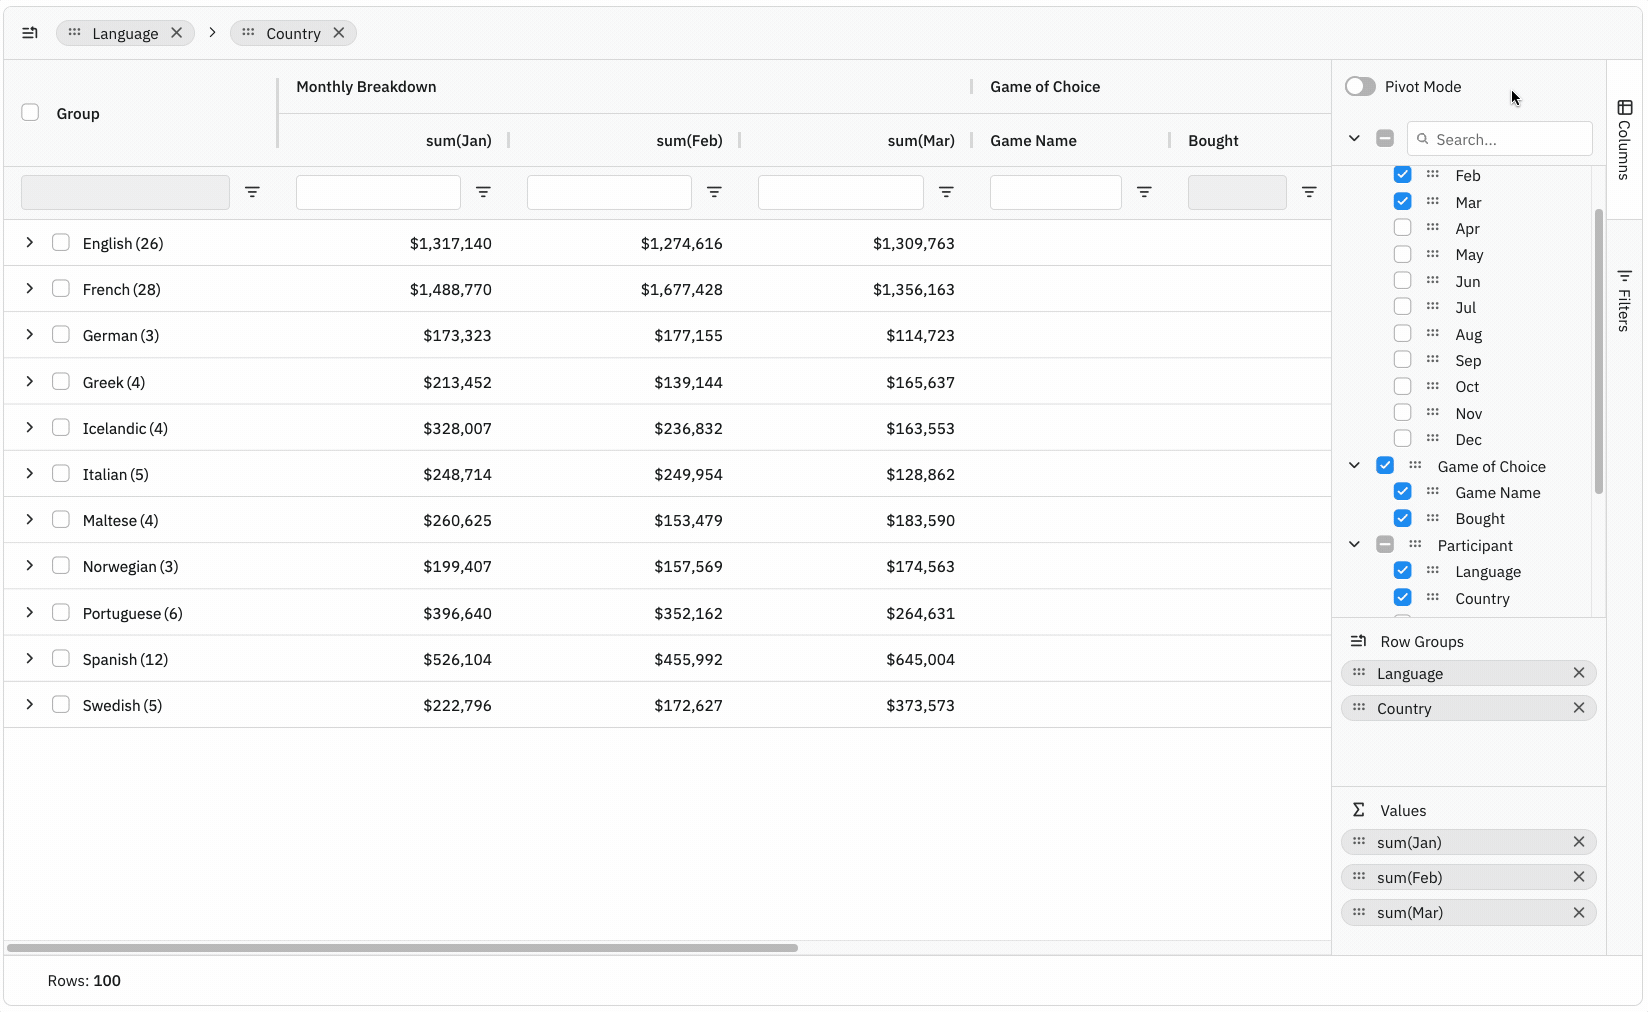 Language > Country
Group
Monthly Breakdown
Game of Choice
sum(Jan) sum(Feb) sum(Mar) Game Name Bought
English (26) $1,317,140 $1,274,616 $1,309,763
French (28) $1,488,770 $1,677,428 $1,356,163
German (3) $173,323 $177,155 $114,723
Greek (4) $213,452 $139,144 $165,637
Icelandic (4) $328,007 $236,832 $163,553
Italian (5) $248,714 $249,954 $128,862
Maltese (4) $260,625 $153,479 $183,590
Norwegian (3) $199,407 $157,569 $174,563
Portuguese (6) $396,640 $352,162 $264,631
Spanish (12) $526,104 $455,992 $645,004
Swedish (5) $222,796 $172,627 $373,573
Rows: 100
Pivot Mode
Search...
Feb
Mar
Apr
May
Jun
Jul
Aug
Sep
Oct
Nov
Dec
Game of Choice
Game Name
Bought
Participant
Language
Country
Row Groups
Language
Country
Σ Values
sum(Jan)
sum(Feb)
sum(Mar)
Columns
Filters